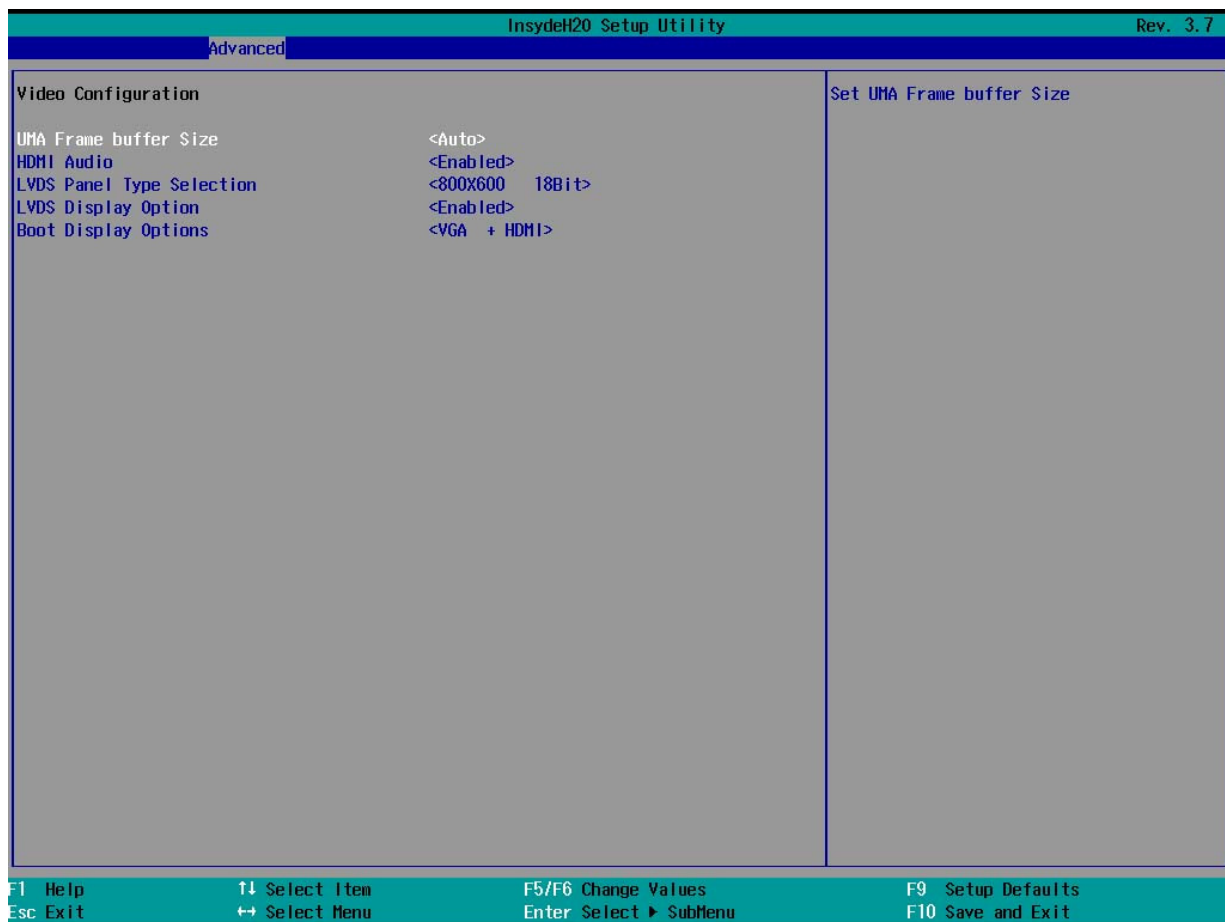 InsydeH20 Setup Utility Rev. 3.7
Advanced
Video Configuration
UMA Frame buffer Size <Auto>
HDMI Audio <Enabled>
LVDS Panel Type Selection <800X600 18Bit>
LVDS Display Option <Enabled>
Boot Display Options <VGA + HDMI>
Set UMA Frame buffer Size
F1 Help ↑↓ Select Item F5/F6 Change Values F9 Setup Defaults
Esc Exit ←→ Select Menu Enter Select ▶ SubMenu F10 Save and Exit